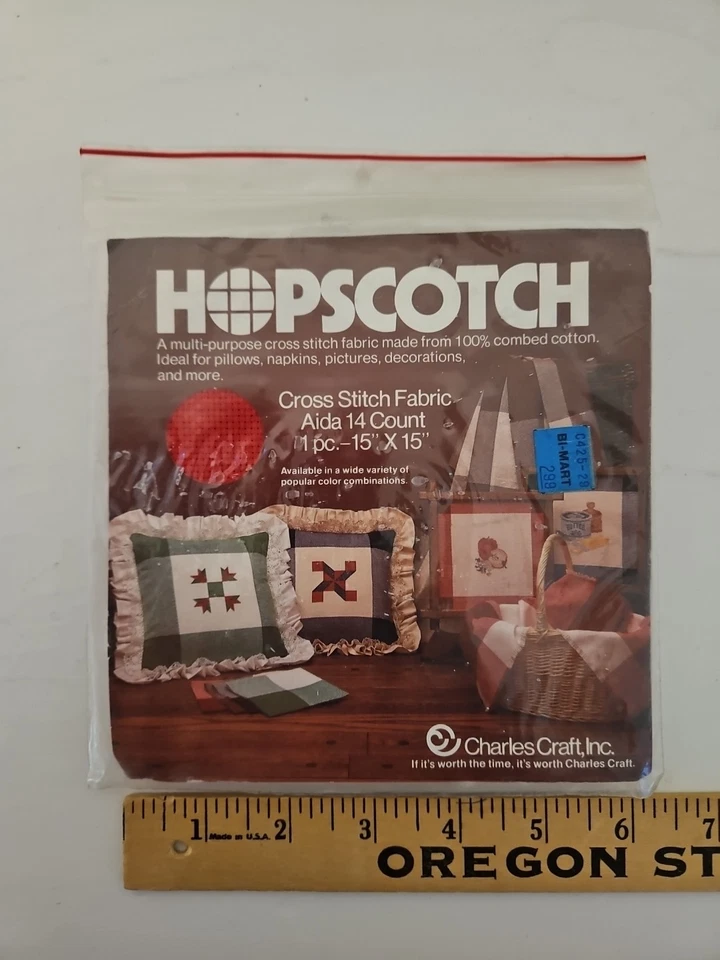 HOPSCOTCH
A multi-purpose cross stitch fabric made from 100% combed cotton.
Ideal for pillows, napkins, pictures, decorations,
and more.
Cross Stitch Fabric
Aida 14 Count
1 pc.–15" X 15"
Available in a wide variety of
popular color combinations.
BI-MART
298
Charles Craft, Inc.
If it's worth the time, it's worth Charles Craft.
1 Made in U.S.A. 2 3 4 5 6 7
OREGON ST